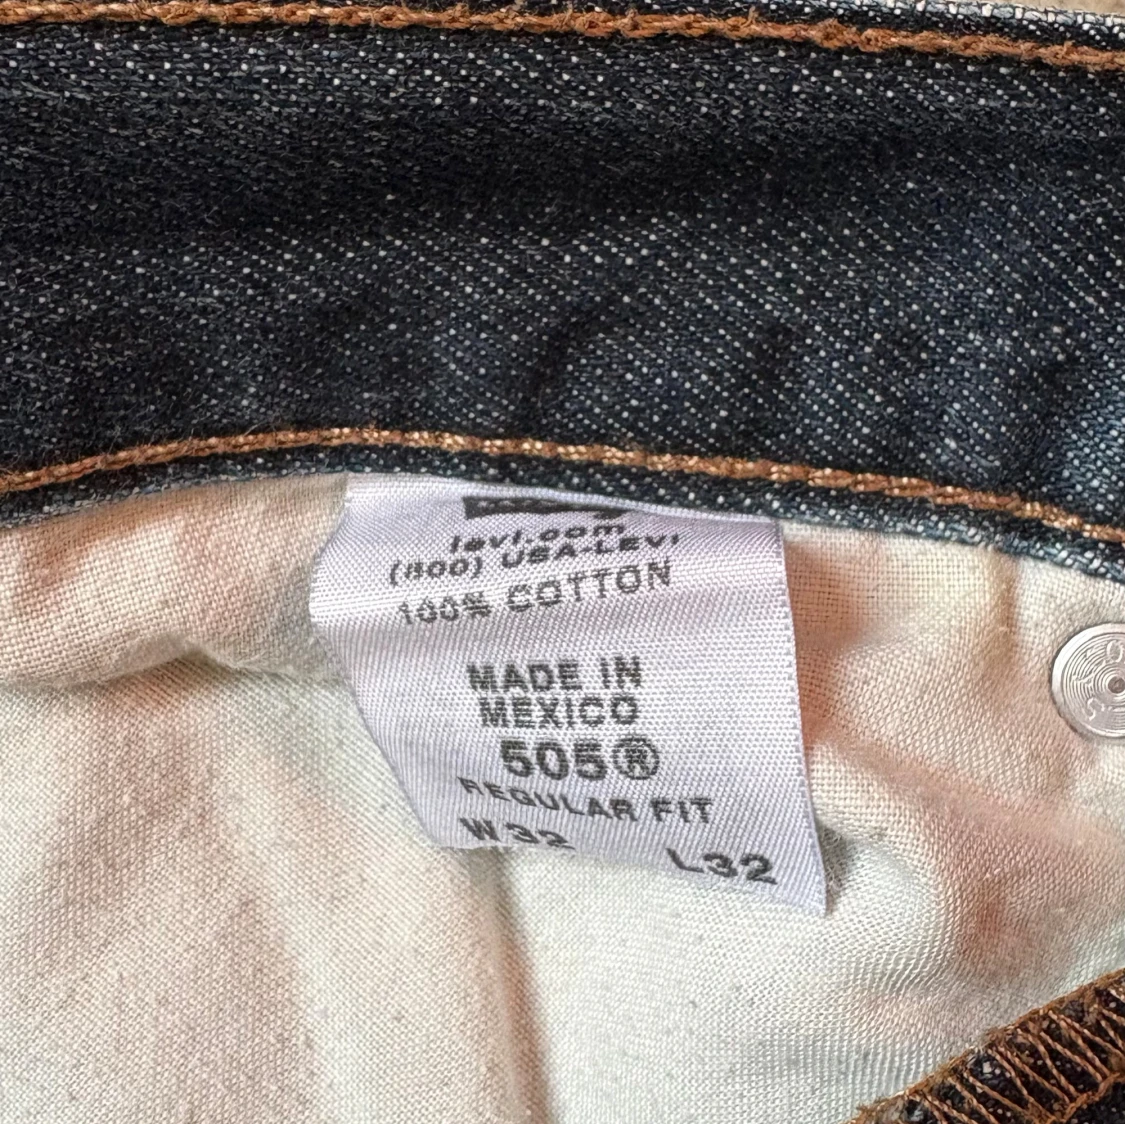 levi.com
(800) USA-LEVI
100% COTTON
MADE IN
MEXICO
505®
REGULAR FIT
W32 L32